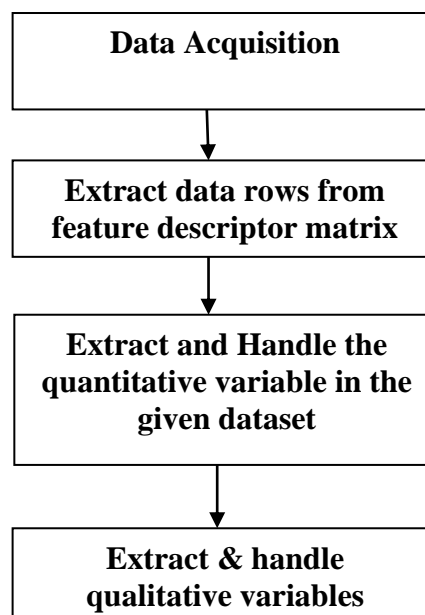 Data Acquisition
Extract data rows from
feature descriptor matrix
Extract and Handle the
quantitative variable in the
given dataset
Extract & handle
qualitative variables